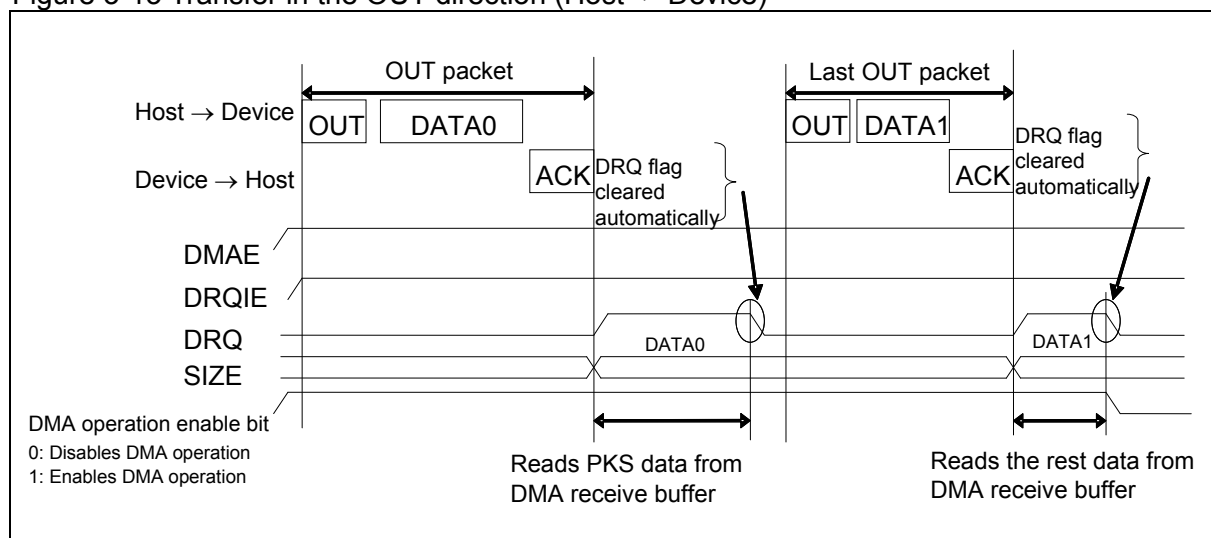 Figure 3-13 Transfer in the OUT direction (Host → Device)
OUT packet
Last OUT packet
Host → Device
OUT
DATA0
OUT
DATA1
DRQ flag
cleared
automatically
Device → Host
ACK
DRQ flag
cleared
automatically
ACK
DMAE
DRQIE
DRQ
DATA0
DATA1
SIZE
DMA operation enable bit
0: Disables DMA operation
1: Enables DMA operation
Reads PKS data from
DMA receive buffer
Reads the rest data from
DMA receive buffer